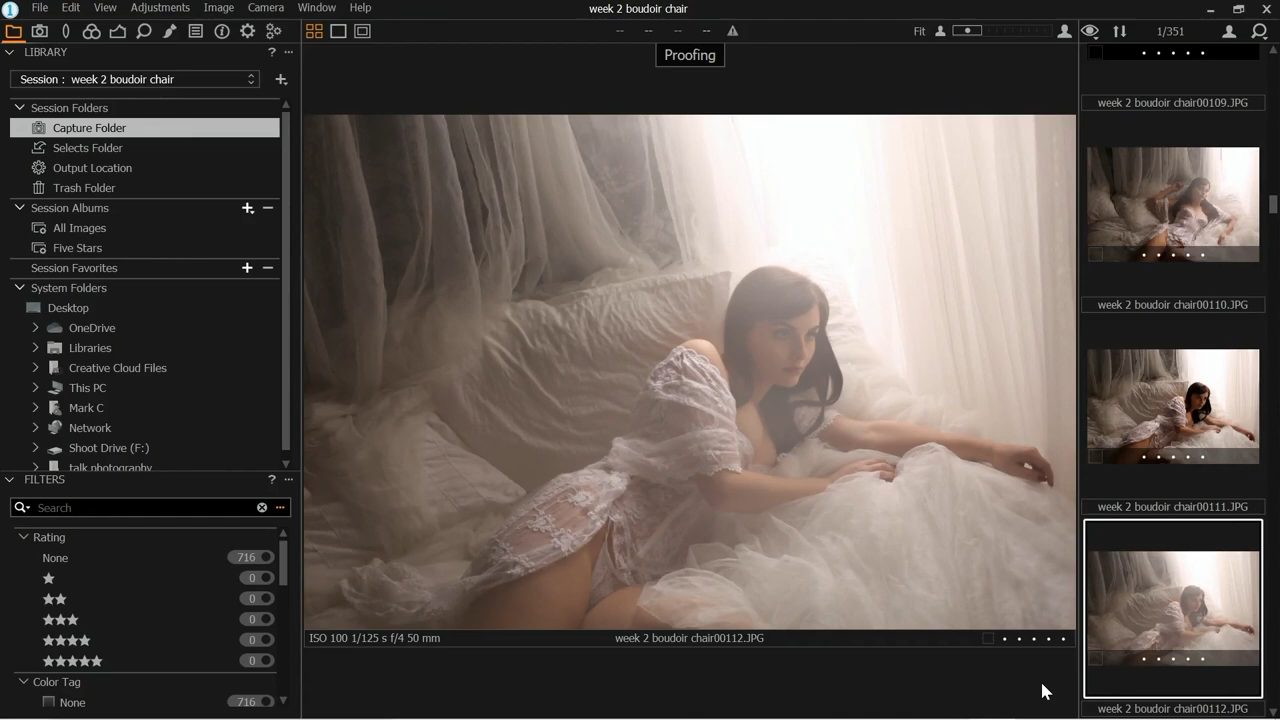 File Edit View Adjustments Image Camera Window Help
week 2 boudoir chair
LIBRARY ?
Session : week 2 boudoir chair
Session Folders
Capture Folder
Selects Folder
Output Location
Trash Folder
Session Albums
All Images
Five Stars
Session Favorites
System Folders
Desktop
OneDrive
Libraries
Creative Cloud Files
This PC
Mark C
Network
Shoot Drive (F:)
talk photography
FILTERS ?
Search
Rating
None 716
0
0
0
0
0
Color Tag
None 716
-- -- -- --
Fit
Proofing
ISO 100 1/125 s f/4 50 mm
week 2 boudoir chair00112.JPG
1/351
week 2 boudoir chair00109.JPG
week 2 boudoir chair00110.JPG
week 2 boudoir chair00111.JPG
week 2 boudoir chair00112.JPG